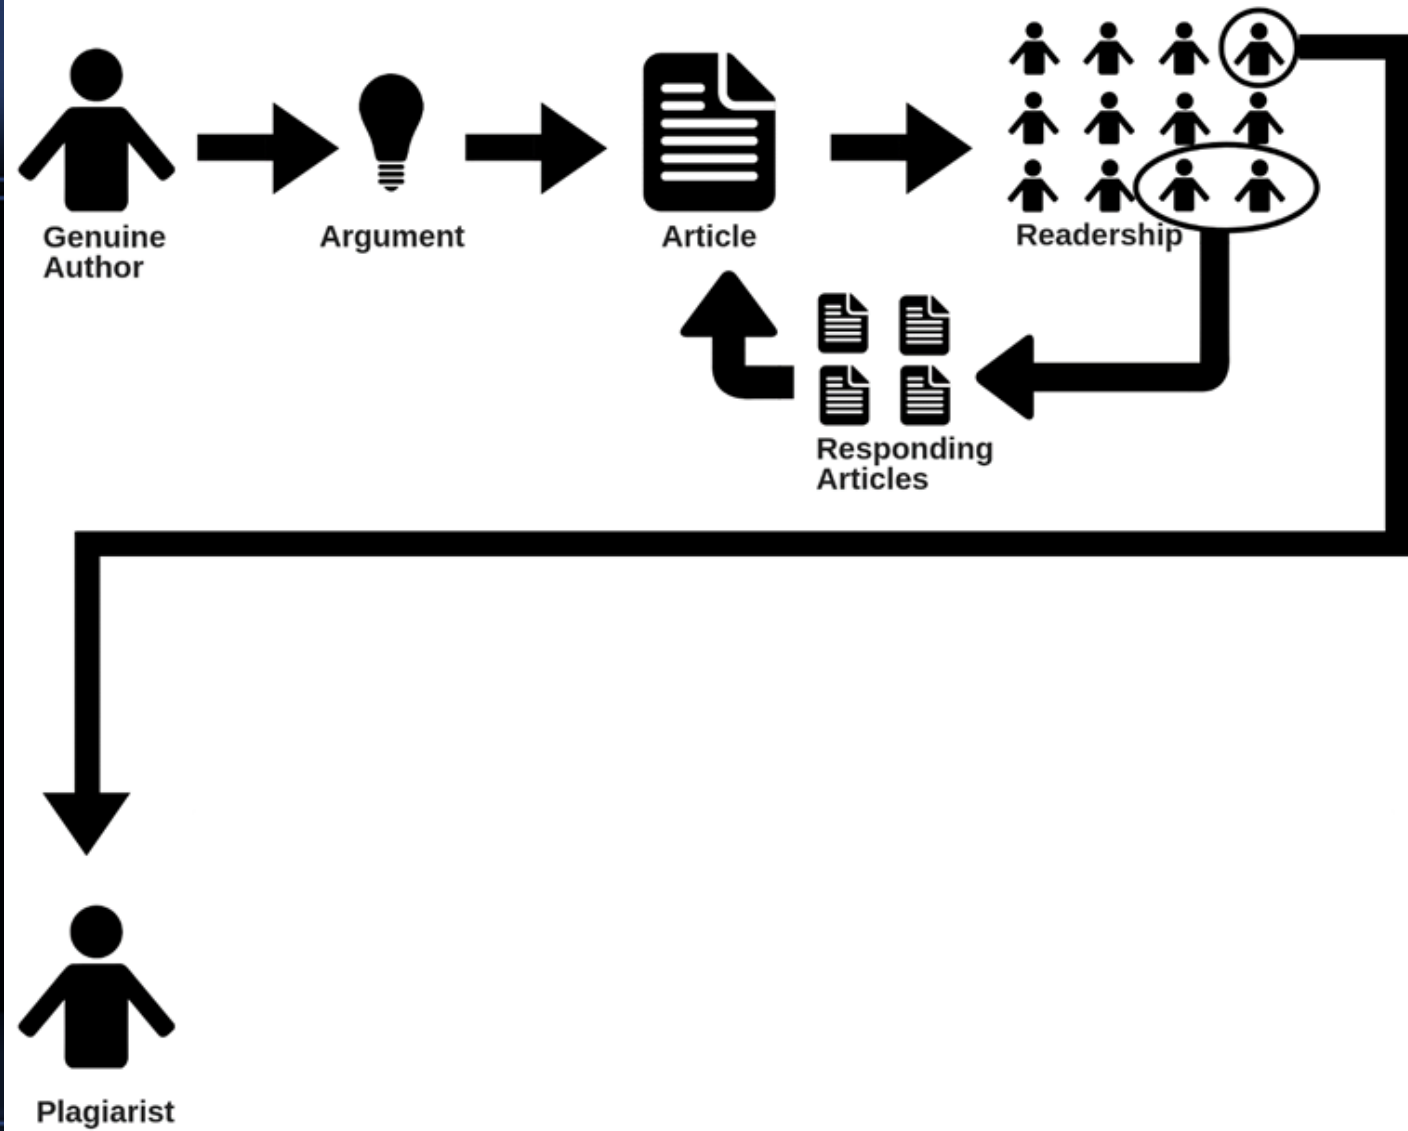 Genuine
Author
Argument
Article
Readership
Responding
Articles
Plagiarist